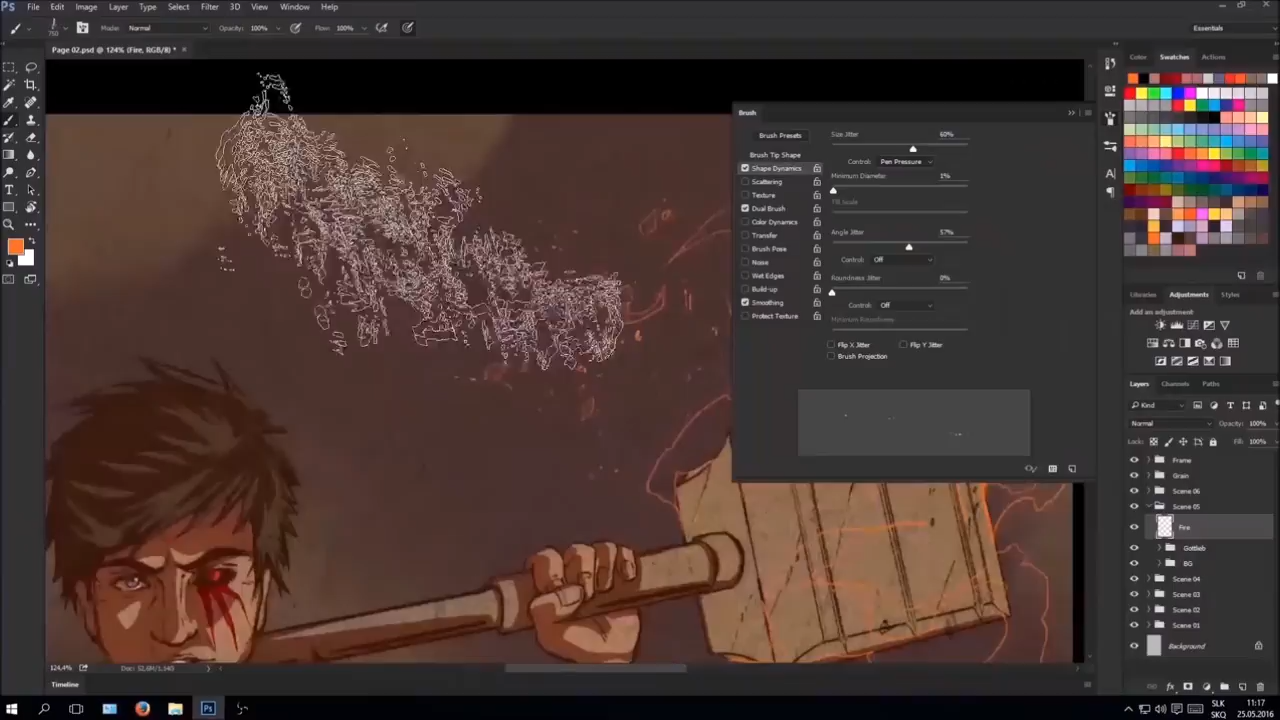 Ps File Edit Image Layer Type Select Filter 3D View Window Help
750 Mode: Normal Opacity: 100% Flow: 100% Essentials
Page 02.psd @ 124% (Fire, RGB/8) *
Color Swatches Actions
Brush
Brush Presets
Size Jitter 60%
Control: Pen Pressure
Brush Tip Shape
Shape Dynamics
Minimum Diameter 1%
Scattering
Texture
Tilt Scale
Dual Brush
Color Dynamics
Transfer
Angle Jitter 57%
Brush Pose
Control: Off
Noise
Wet Edges
Roundness Jitter 0%
Build-up
Smoothing
Control: Off
Protect Texture
Minimum Roundness
Flip X Jitter Flip Y Jitter
Brush Projection
Libraries Adjustments Styles
Add an adjustment
Layers Channels Paths
Kind
Normal Opacity: 100%
Lock: Fill: 100%
Frame
Grain
Scene 06
Scene 05
Fire
Gottlieb
BG
Scene 04
Scene 03
Scene 02
Scene 01
Background
124,4%
Timeline
Ps
SLK 11:17
SKQ 25.05.2016